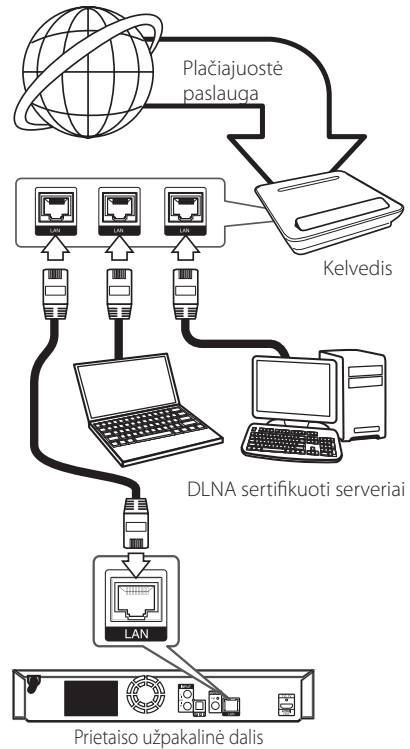 Plačiajuostė
paslauga
LAN
LAN
LAN
Kelvedis
DLNA sertifikuoti serveriai
LAN
Prietaiso užpakalinė dalis